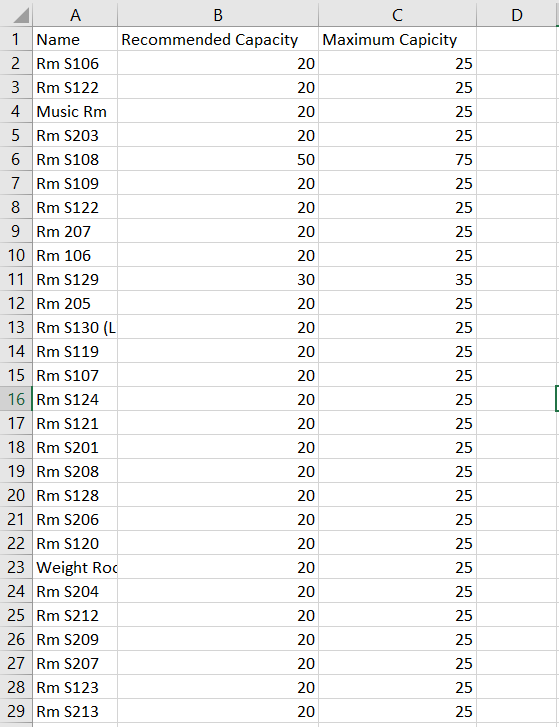 A B C D
1 Name Recommended Capacity Maximum Capicity
2 Rm S106 20 25
3 Rm S122 20 25
4 Music Rm 20 25
5 Rm S203 20 25
6 Rm S108 50 75
7 Rm S109 20 25
8 Rm S122 20 25
9 Rm 207 20 25
10 Rm 106 20 25
11 Rm S129 30 35
12 Rm 205 20 25
13 Rm S130 (L 20 25
14 Rm S119 20 25
15 Rm S107 20 25
16 Rm S124 20 25
17 Rm S121 20 25
18 Rm S201 20 25
19 Rm S208 20 25
20 Rm S128 20 25
21 Rm S206 20 25
22 Rm S120 20 25
23 Weight Roo 20 25
24 Rm S204 20 25
25 Rm S212 20 25
26 Rm S209 20 25
27 Rm S207 20 25
28 Rm S123 20 25
29 Rm S213 20 25